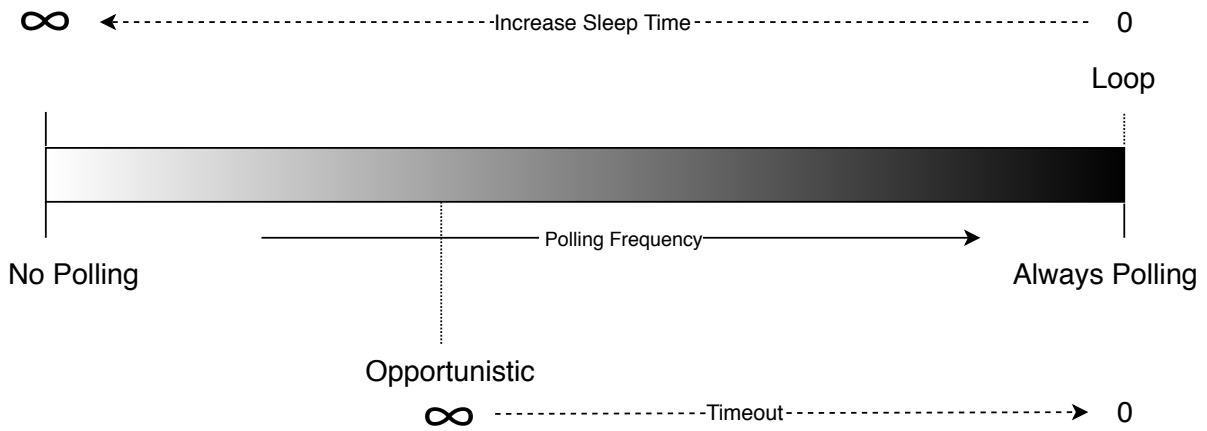 ∞ Increase Sleep Time 0
Loop
Polling Frequency
No Polling Always Polling
Opportunistic
∞ Timeout 0